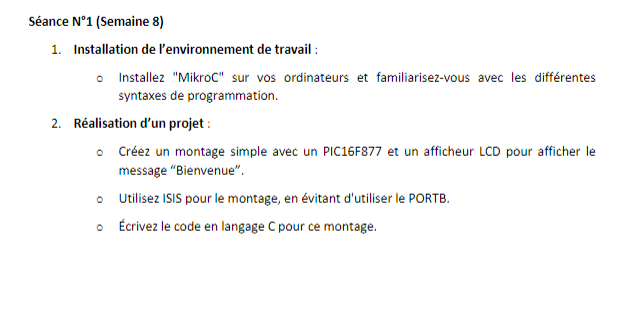 Séance N°1 (Semaine 8)
1. Installation de l’environnement de travail :
o Installez "MikroC" sur vos ordinateurs et familiarisez-vous avec les différentes
syntaxes de programmation.
2. Réalisation d’un projet :
o Créez un montage simple avec un PIC16F877 et un afficheur LCD pour afficher le
message “Bienvenue”.
o Utilisez ISIS pour le montage, en évitant d'utiliser le PORTB.
o Écrivez le code en langage C pour ce montage.